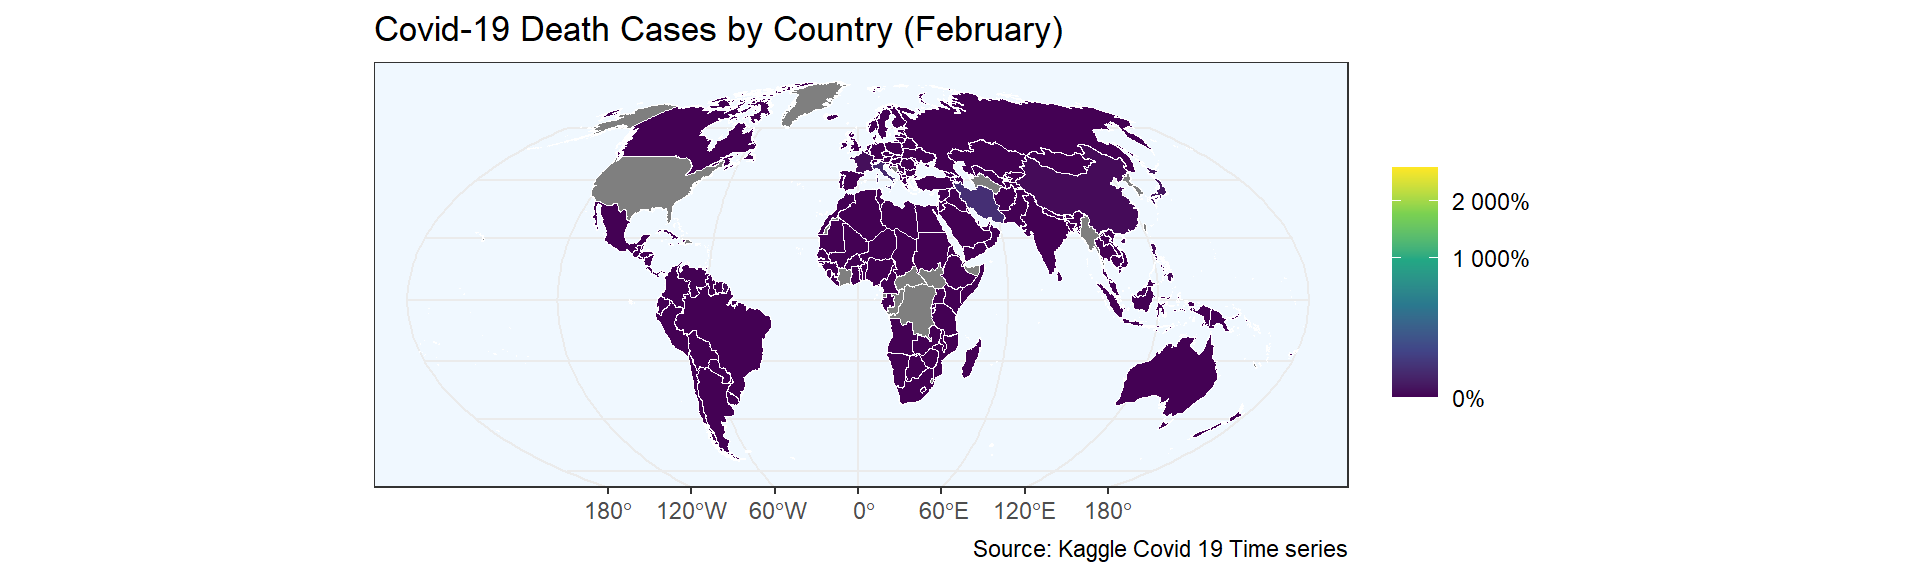 Covid-19 Death Cases by Country (February)
2 000%
1 000%
0%
180° 120°W 60°W 0° 60°E 120°E 180°
Source: Kaggle Covid 19 Time series